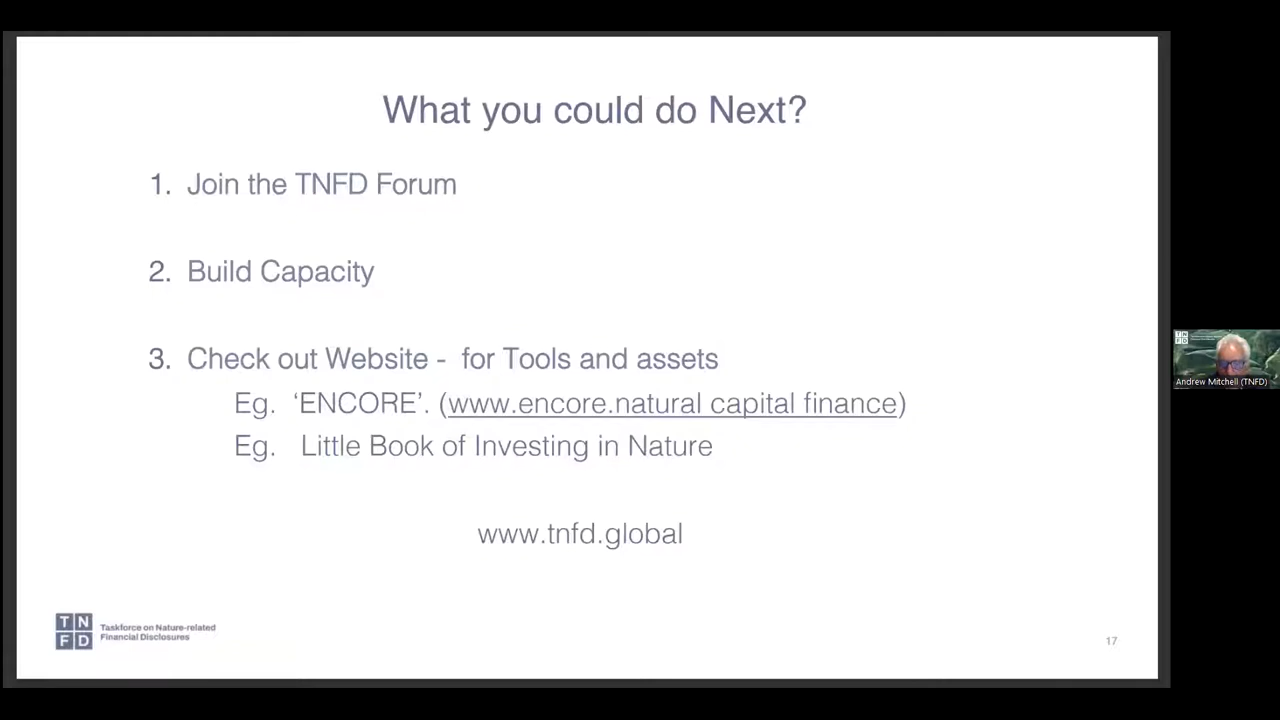 What you could do Next?
1. Join the TNFD Forum
2. Build Capacity
3. Check out Website - for Tools and assets
Eg. ‘ENCORE’. (www.encore.natural capital finance)
Eg. Little Book of Investing in Nature
www.tnfd.global
T N
F D
Taskforce on Nature-related
Financial Disclosures
17
T N
F D
Andrew Mitchell (TNFD)